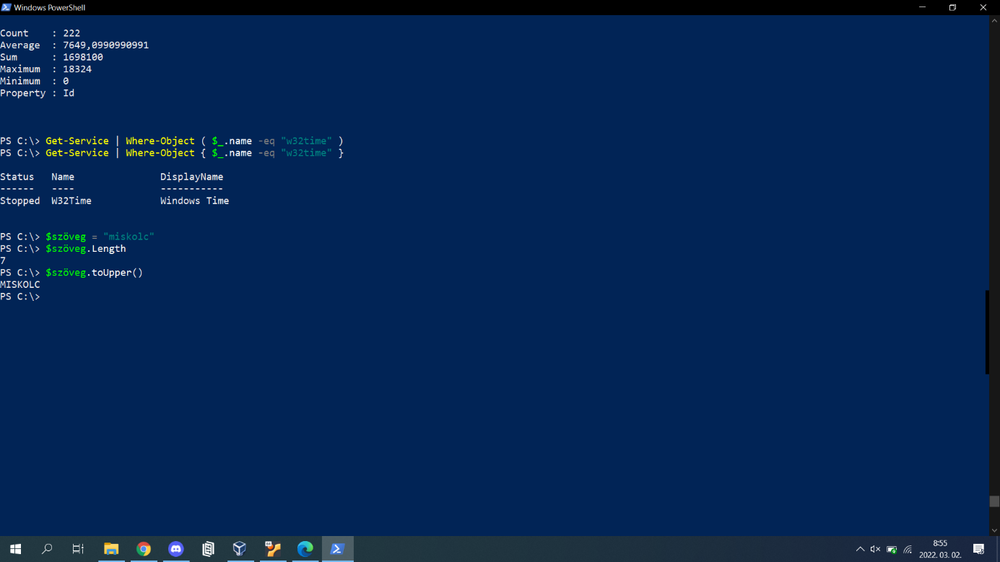 Windows PowerShell
Count    : 222
Average  : 7649,0990990991
Sum      : 1698100
Maximum  : 18324
Minimum  : 0
Property : Id
PS C:\> Get-Service | Where-Object ( $_.name -eq "w32time" )
PS C:\> Get-Service | Where-Object { $_.name -eq "w32time" }
Status   Name               DisplayName
------   ----               -----------
Stopped  W32Time            Windows Time
PS C:\> $szöveg = "miskolc"
PS C:\> $szöveg.Length
7
PS C:\> $szöveg.toUpper()
MISKOLC
PS C:\>
8:55
2022. 03. 02.